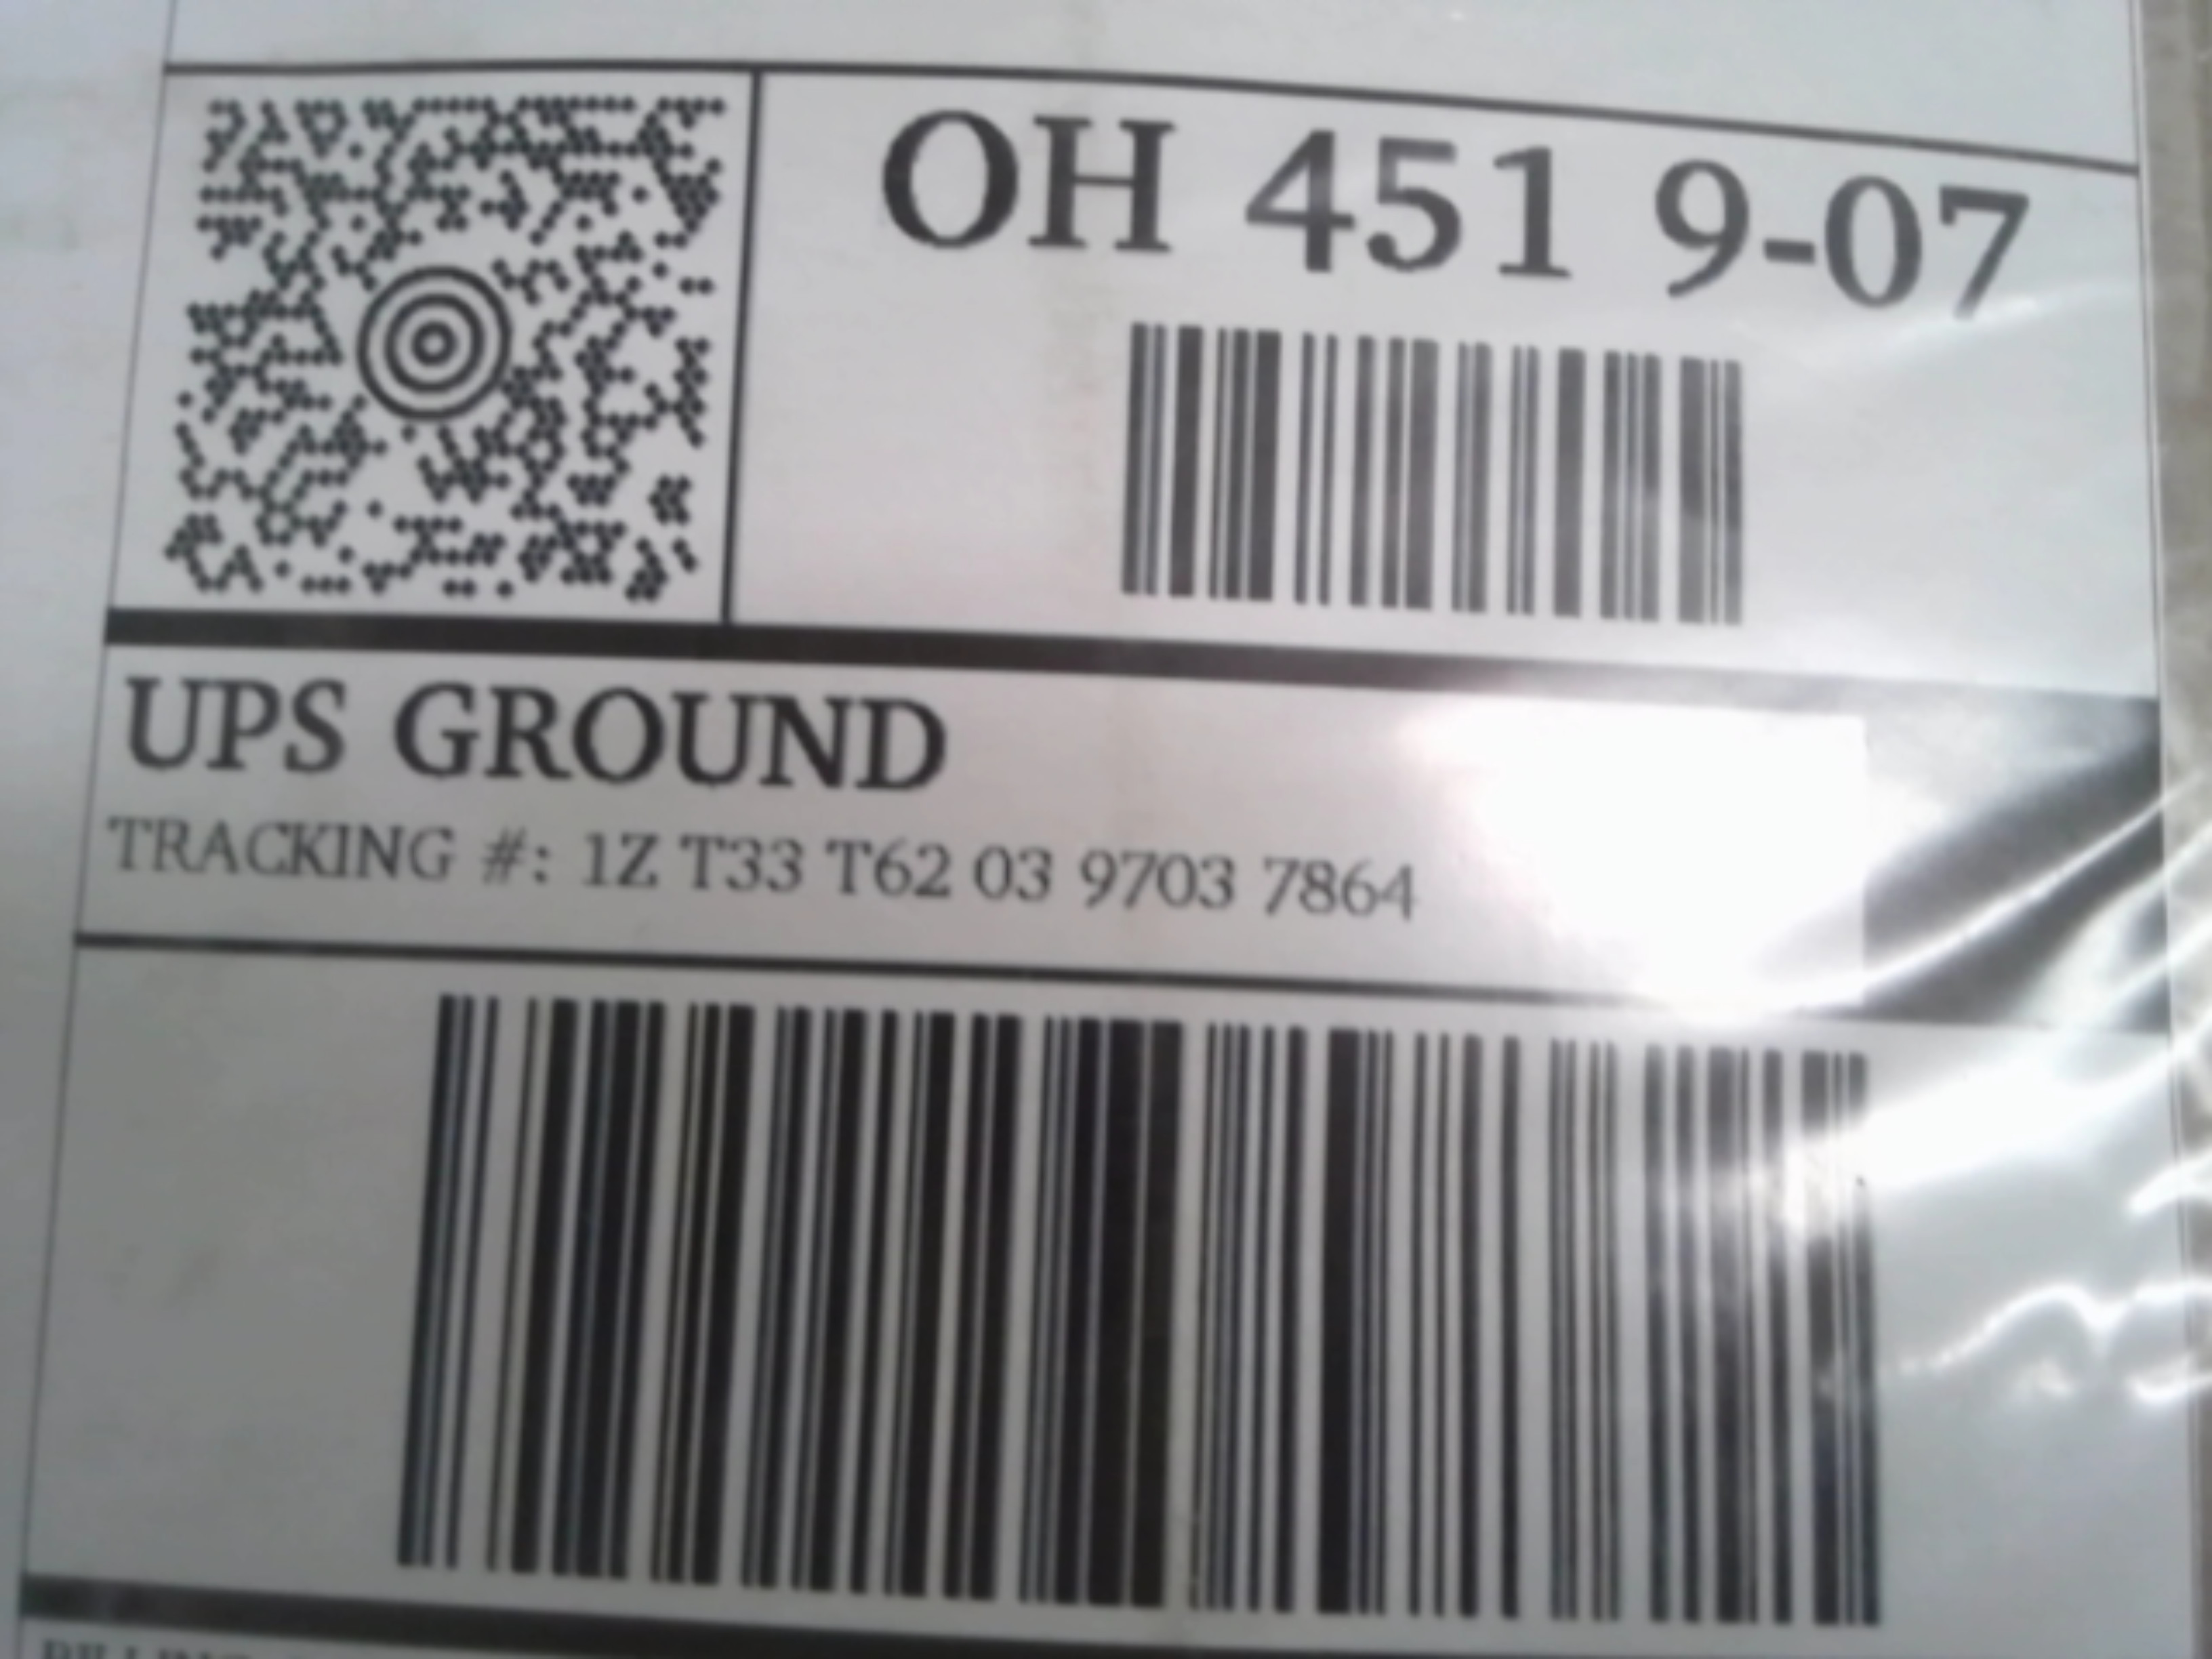 OH 451 9-07
UPS GROUND
TRACKING #: 1Z T33 T62 03 9703 7864